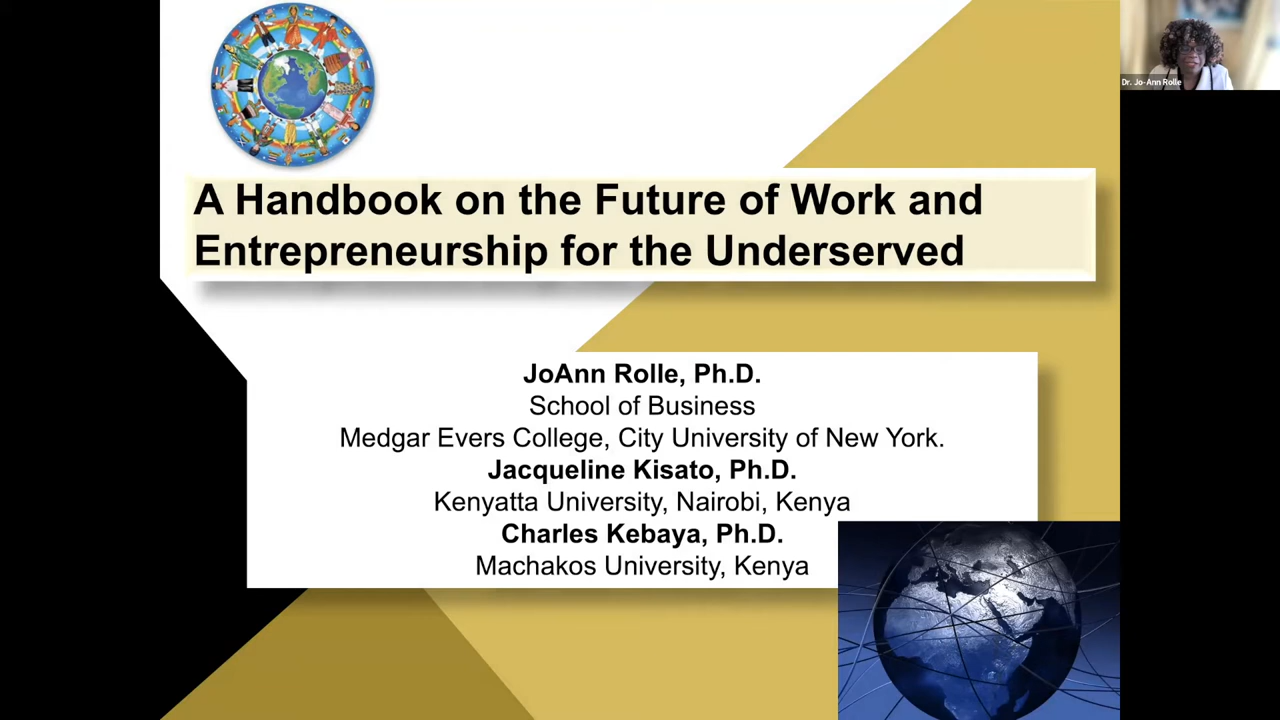 Dr. Jo-Ann Rolle
A Handbook on the Future of Work and
Entrepreneurship for the Underserved
JoAnn Rolle, Ph.D.
School of Business
Medgar Evers College, City University of New York.
Jacqueline Kisato, Ph.D.
Kenyatta University, Nairobi, Kenya
Charles Kebaya, Ph.D.
Machakos University, Kenya